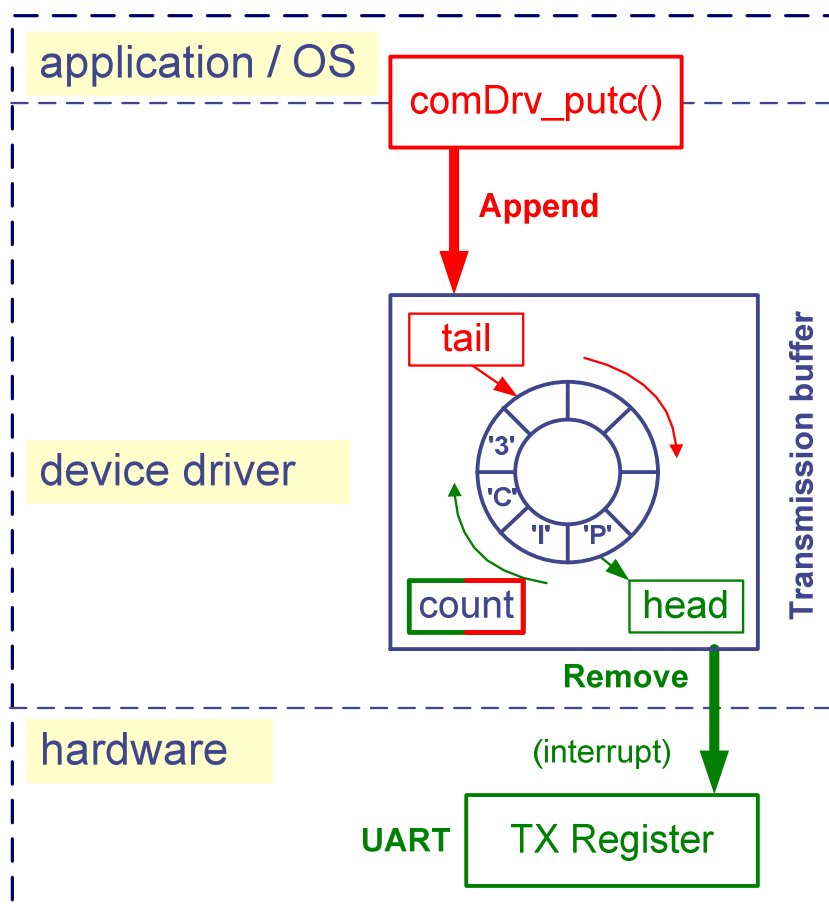 application / OS
comDrv_putc()
Append
tail
Transmission buffer
'3'
device driver
'C'
'I'
'P'
count
head
Remove
hardware
(interrupt)
UART
TX Register